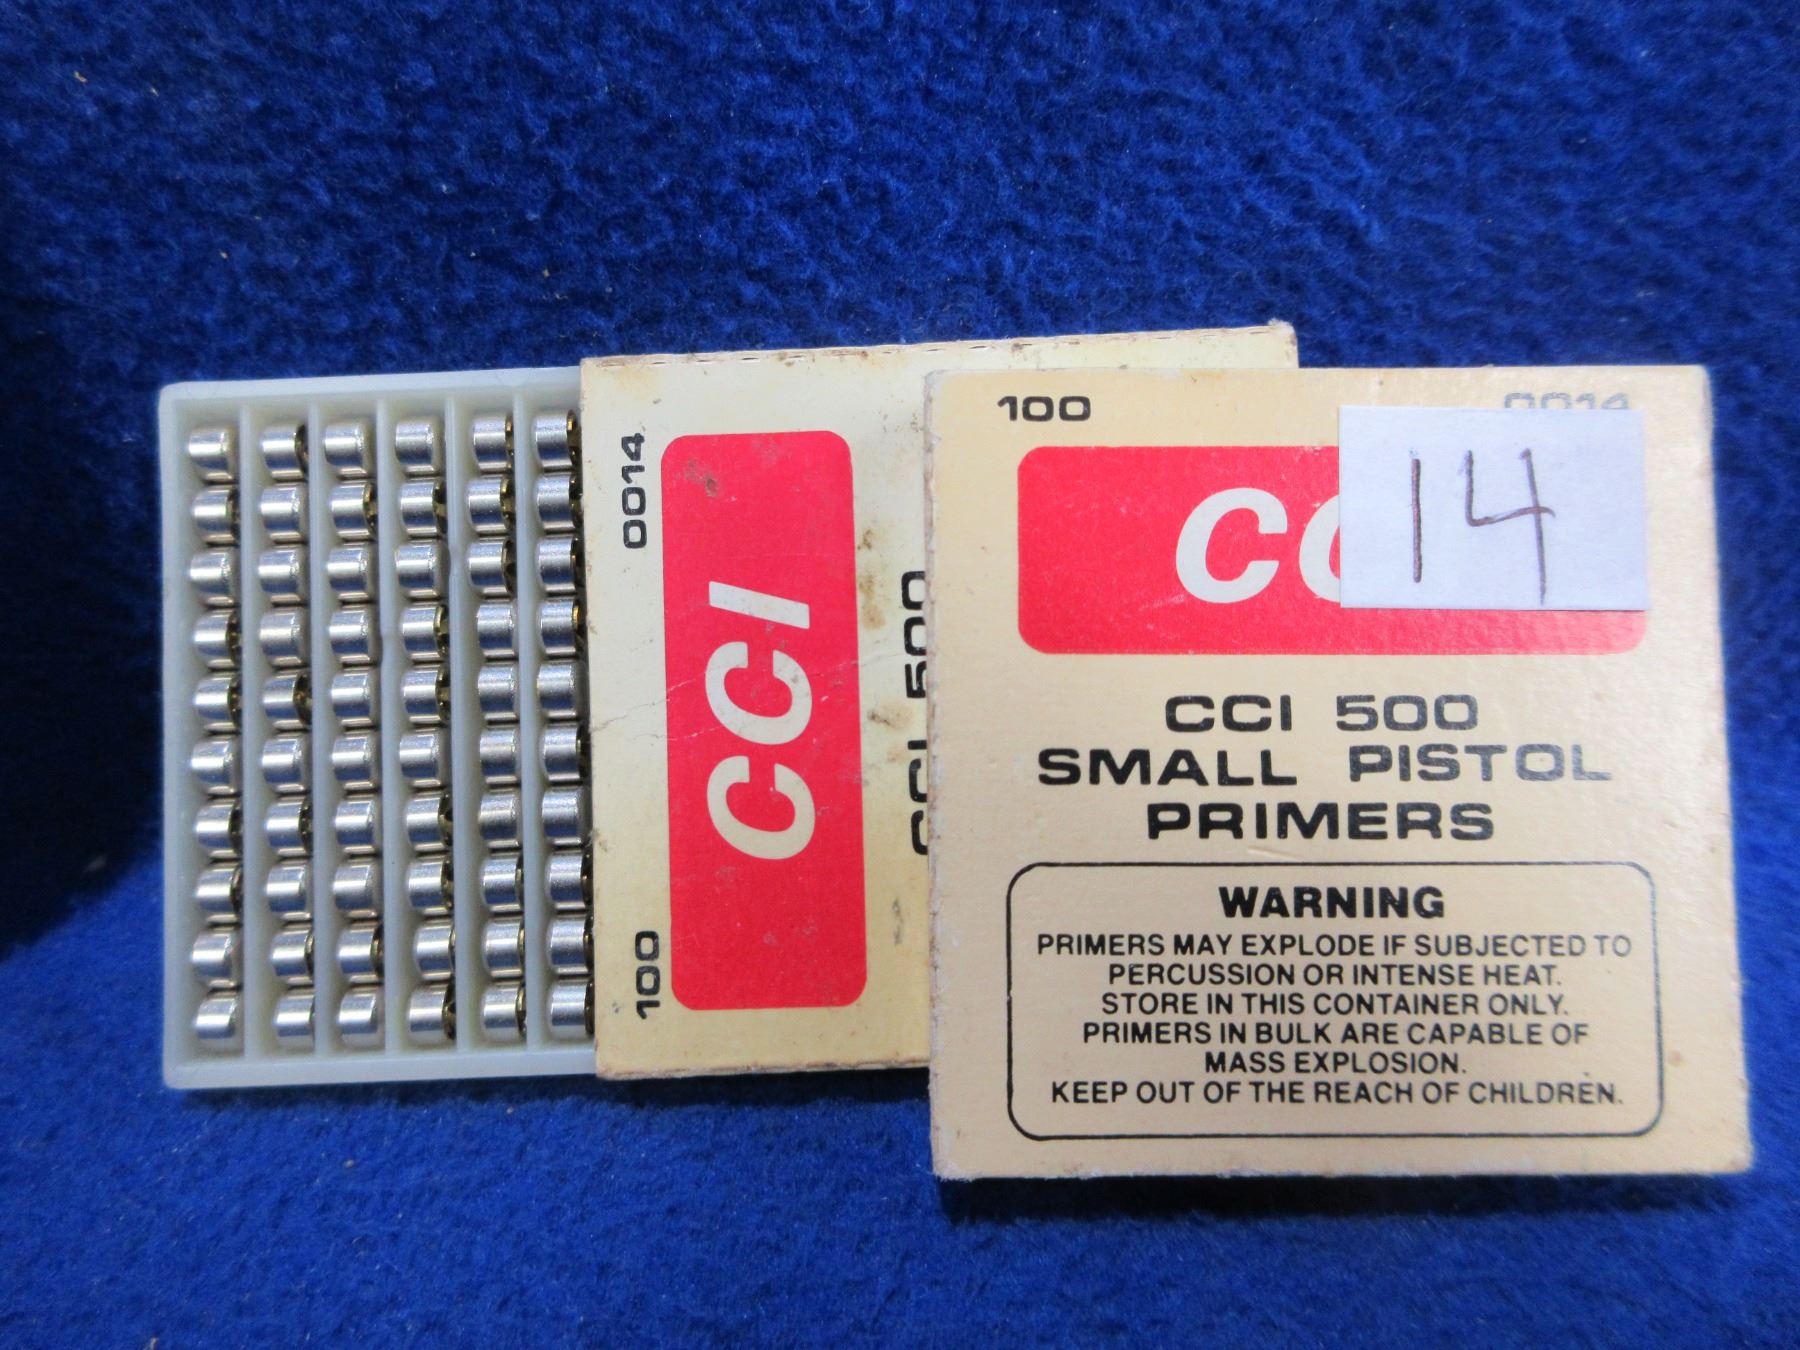 0014
100
CCI
CCI 500
100
0014
14
CCI 500
SMALL PISTOL
PRIMERS
WARNING
PRIMERS MAY EXPLODE IF SUBJECTED TO
PERCUSSION OR INTENSE HEAT.
STORE IN THIS CONTAINER ONLY.
PRIMERS IN BULK ARE CAPABLE OF
MASS EXPLOSION.
KEEP OUT OF THE REACH OF CHILDREN.